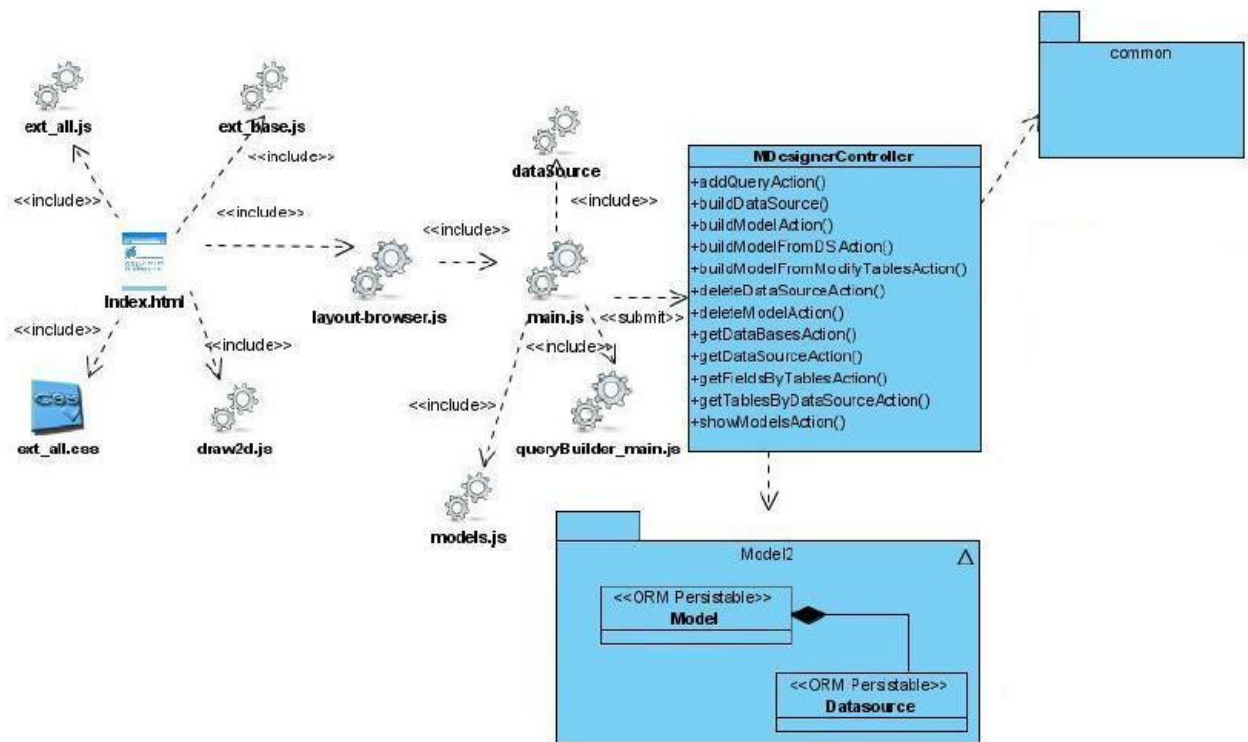 common
ext_all.js
ext_base.js
<<include>>
dataSource
MDesignerController
+addQueryAction()
+buildDataSource()
+buildModelAction()
+buildModelFromDSAction()
+buildModelFromModifyTablesAction()
+deleteDataSourceAction()
+deleteModelAction()
+getDataBasesAction()
+getDataSourceAction()
+getFieldsByTablesAction()
+getTablesByDataSourceAction()
+showModelsAction()
<<include>>
<<include>>
<<include>>
<<include>>
Index.html
layout-browser.js
main.js
<<submit>>
<<include>>
<<include>>
<<include>>
<<include>>
ext_all.css
draw2d.js
queryBuilder_main.js
models.js
Model2
<<ORM Persistable>>
Model
<<ORM Persistable>>
Datasource